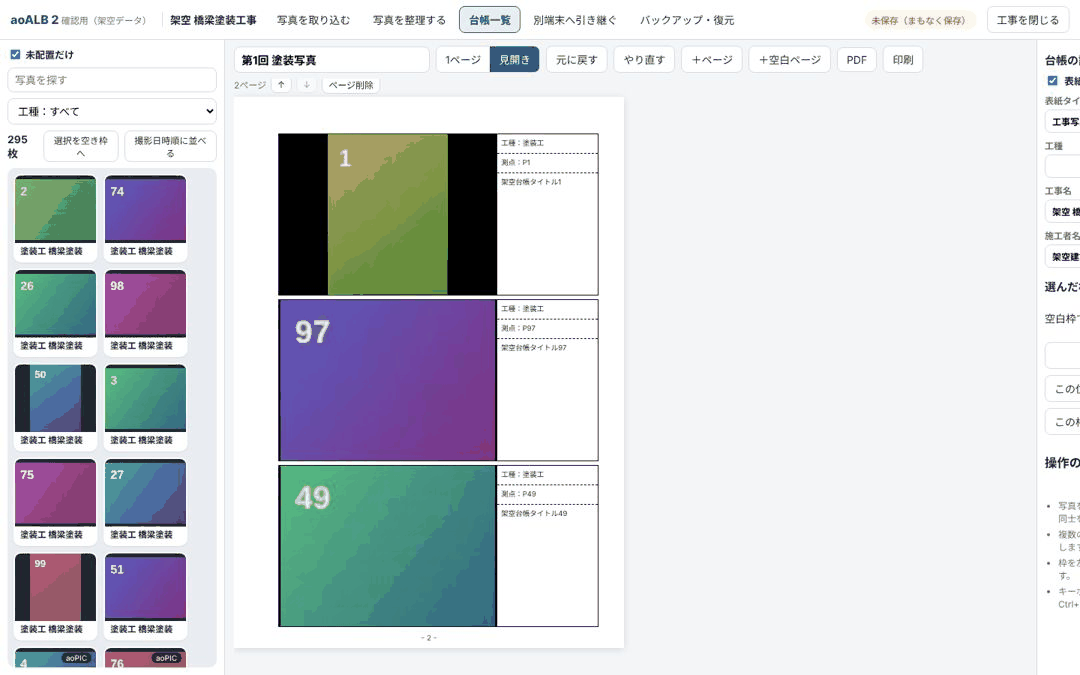 aoALB 2 確認用（架空データ） 架空 橋梁塗装工事 写真を取り込む 写真を整理する 台帳一覧 別端末へ引き継ぐ バックアップ・復元 未保存（まもなく保存） 工事を閉じる
未配置だけ
写真を探す
工種：すべて
295枚
選択を空き枠へ
撮影日時順に並べる
2
塗装工 橋梁塗装
74
塗装工 橋梁塗装
26
塗装工 橋梁塗装
98
塗装工 橋梁塗装
50
塗装工 橋梁塗装
3
塗装工 橋梁塗装
75
塗装工 橋梁塗装
27
塗装工 橋梁塗装
99
塗装工 橋梁塗装
51
塗装工 橋梁塗装
4 aoPIC
76 aoPIC
第1回 塗装写真 1ページ 見開き 元に戻す やり直す ＋ページ ＋空白ページ PDF 印刷
2ページ ↑ ↓ ページ削除
1
工種：塗装工
測点：P1
架空台帳タイトル1
97
工種：塗装工
測点：P97
架空台帳タイトル97
49
工種：塗装工
測点：P49
架空台帳タイトル49
- 2 -
台帳の
表紙
表紙タイ
工事写
工種
工事名
架空 橋
施工者名
架空建
選んだ
空白枠
この
この
操作の
写真を
同士を
複数の
します
枠を
す。
キーボ
Ctrl+